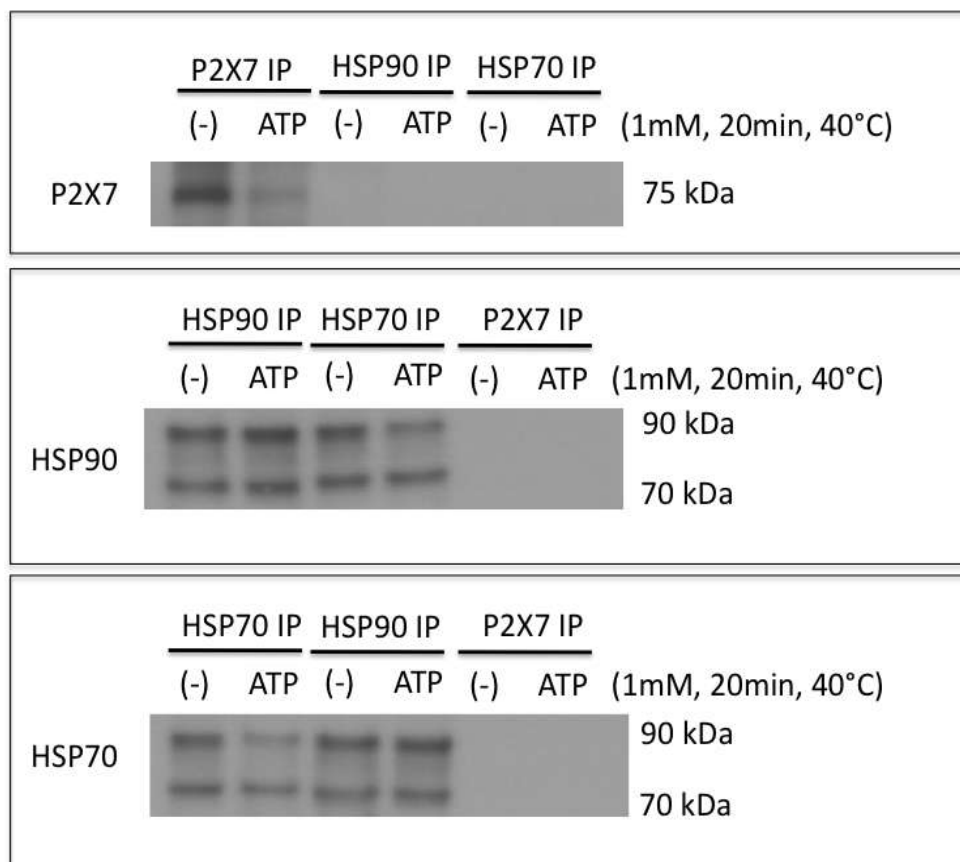 P2X7 IP HSP90 IP HSP70 IP
(-) ATP (-) ATP (-) ATP (1mM, 20min, 40°C)
P2X7 75 kDa
HSP90 IP HSP70 IP P2X7 IP
(-) ATP (-) ATP (-) ATP (1mM, 20min, 40°C)
90 kDa
HSP90
70 kDa
HSP70 IP HSP90 IP P2X7 IP
(-) ATP (-) ATP (-) ATP (1mM, 20min, 40°C)
90 kDa
HSP70
70 kDa